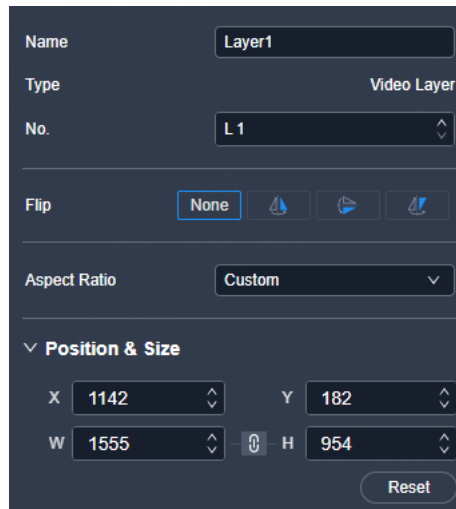 Name Layer1
Type Video Layer
No. L 1
Flip None
Aspect Ratio Custom
Position & Size
X 1142 Y 182
W 1555 H 954
Reset